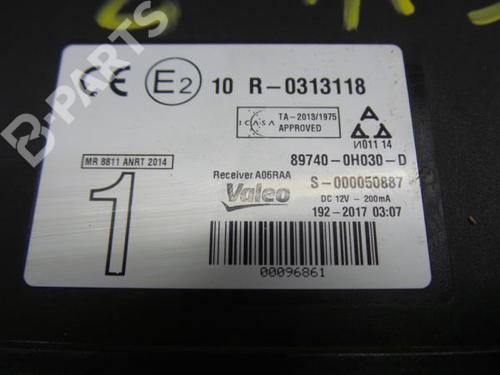 B-PARTS
CE E2 10 R-0313118
ICASA TA-2013/1975
APPROVED
И011 14
MR 8811 ANRT 2014
89740-0H030-D
Receiver A06RAA
Valeo
S-000050887
DC 12V - 200mA
1
192-2017 03:07
00096861